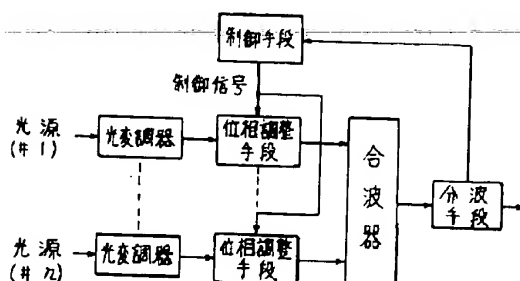 制御手段
制御信号
光源
(#1)
光変調器
位相調整
手段
合波器
分波
手段
光源
(#n)
光変調器
位相調整
手段